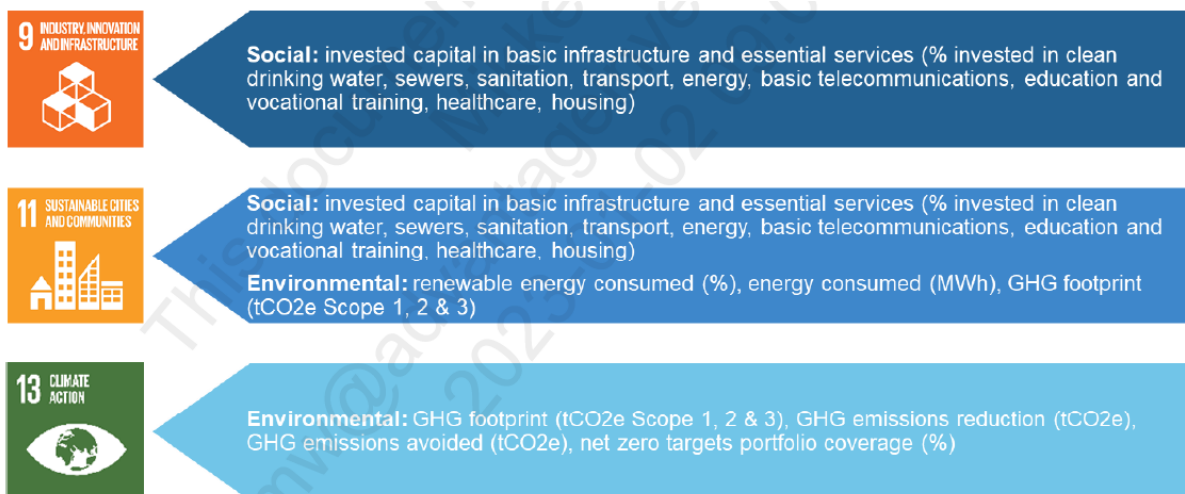 9 INDUSTRY, INNOVATION
AND INFRASTRUCTURE
Social: invested capital in basic infrastructure and essential services (% invested in clean
drinking water, sewers, sanitation, transport, energy, basic telecommunications, education and
vocational training, healthcare, housing)
11 SUSTAINABLE CITIES
AND COMMUNITIES
Social: invested capital in basic infrastructure and essential services (% invested in clean
drinking water, sewers, sanitation, transport, energy, basic telecommunications, education and
vocational training, healthcare, housing)
Environmental: renewable energy consumed (%), energy consumed (MWh), GHG footprint
(tCO2e Scope 1, 2 & 3)
13 CLIMATE
ACTION
Environmental: GHG footprint (tCO2e Scope 1, 2 & 3), GHG emissions reduction (tCO2e),
GHG emissions avoided (tCO2e), net zero targets portfolio coverage (%)
This